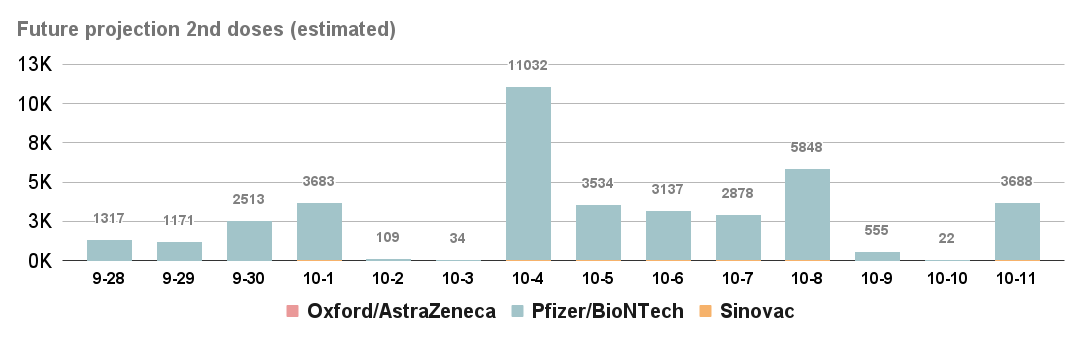 Future projection 2nd doses (estimated)
13K
11032
10K
8K
5848
5K
3683
3534
3137
2878
3688
2513
3K
1317
1171
109
34
555
22
0K
9-28 9-29 9-30 10-1 10-2 10-3 10-4 10-5 10-6 10-7 10-8 10-9 10-10 10-11
Oxford/AstraZeneca Pfizer/BioNTech Sinovac